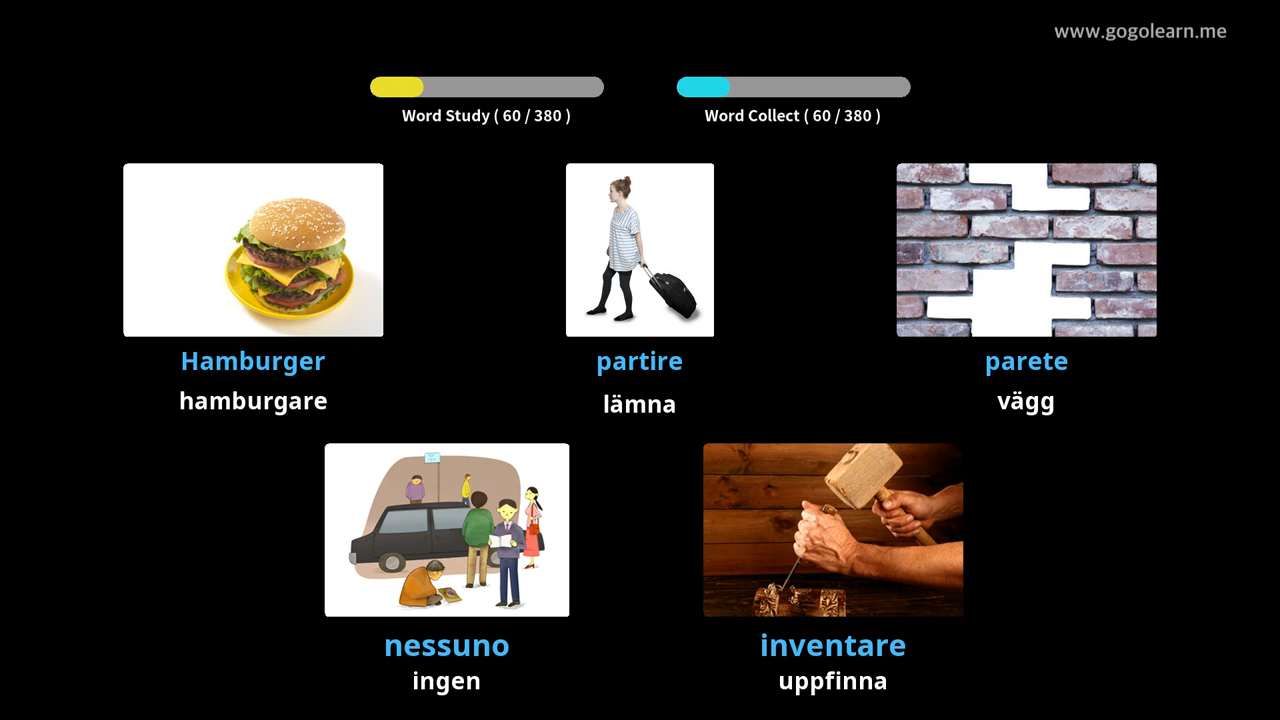 www.gogolearn.me
Word Study ( 60 / 380 )
Word Collect ( 60 / 380 )
Hamburger
hamburgare
partire
lämna
parete
vägg
nessuno
ingen
inventare
uppfinna